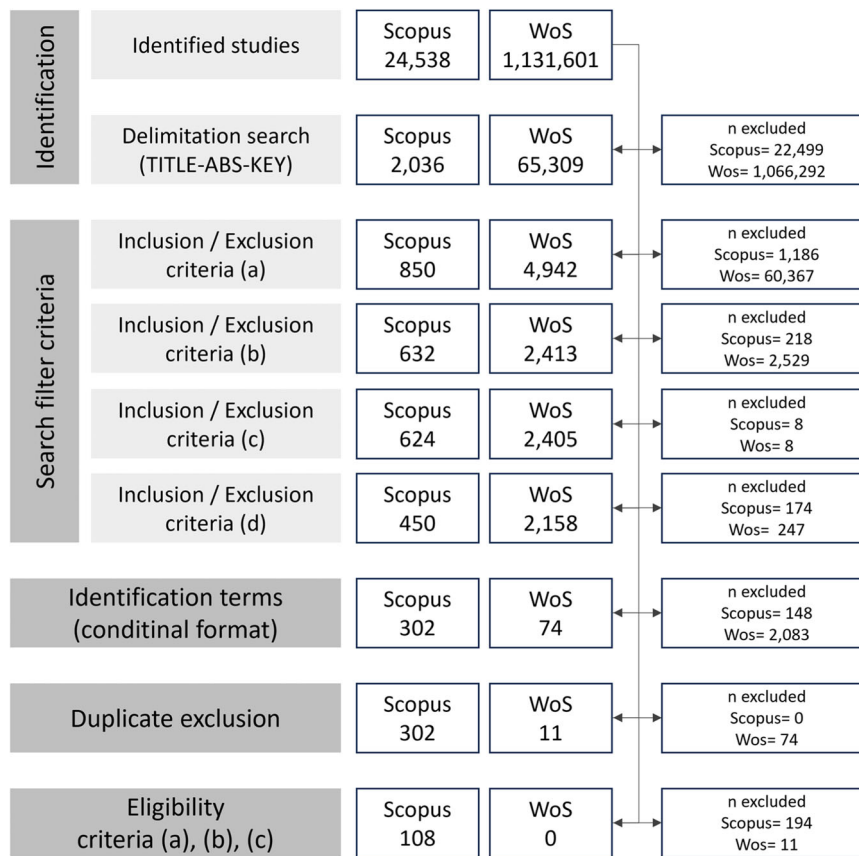 Identification
Identified studies
Scopus
24,538
WoS
1,131,601
Delimitation search
(TITLE-ABS-KEY)
Scopus
2,036
WoS
65,309
n excluded
Scopus= 22,499
Wos= 1,066,292
Search filter criteria
Inclusion / Exclusion
criteria (a)
Scopus
850
WoS
4,942
n excluded
Scopus= 1,186
Wos= 60,367
Inclusion / Exclusion
criteria (b)
Scopus
632
WoS
2,413
n excluded
Scopus= 218
Wos= 2,529
Inclusion / Exclusion
criteria (c)
Scopus
624
WoS
2,405
n excluded
Scopus= 8
Wos= 8
Inclusion / Exclusion
criteria (d)
Scopus
450
WoS
2,158
n excluded
Scopus= 174
Wos= 247
Identification terms
(conditinal format)
Scopus
302
WoS
74
n excluded
Scopus= 148
Wos= 2,083
Duplicate exclusion
Scopus
302
WoS
11
n excluded
Scopus= 0
Wos= 74
Eligibility
criteria (a), (b), (c)
Scopus
108
WoS
0
n excluded
Scopus= 194
Wos= 11